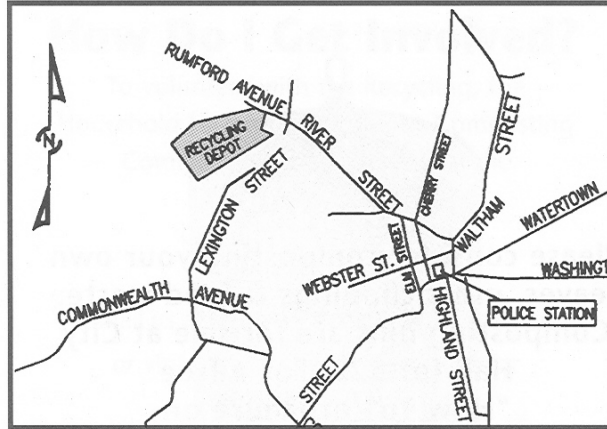 RUMFORD AVENUE
RIVER
STREET
RECYCLING
DEPOT
LEXINGTON STREET
CHERRY STREET
STREET
WALTHAM
WATERTOWN
ELM STREET
WEBSTER ST.
WASHINGT
COMMONWEALTH AVENUE
HIGHLAND STREET
POLICE STATION
STREET
N